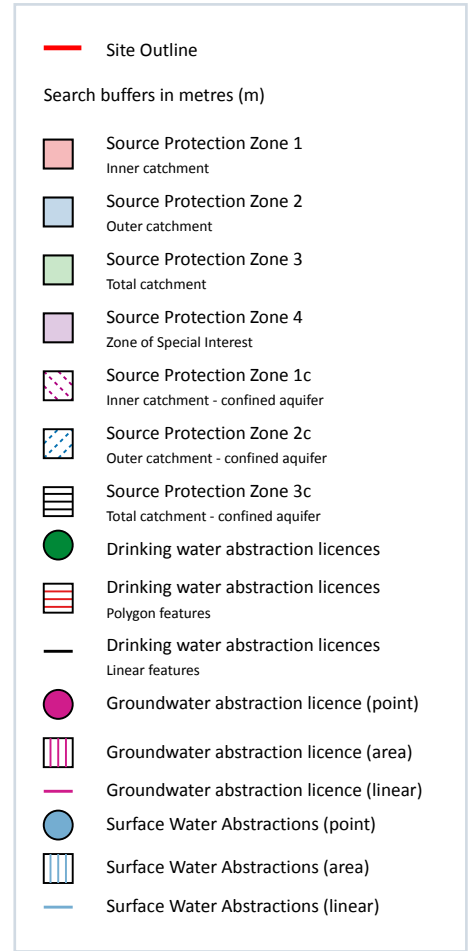 Site Outline
Search buffers in metres (m)
Source Protection Zone 1
Inner catchment
Source Protection Zone 2
Outer catchment
Source Protection Zone 3
Total catchment
Source Protection Zone 4
Zone of Special Interest
Source Protection Zone 1c
Inner catchment - confined aquifer
Source Protection Zone 2c
Outer catchment - confined aquifer
Source Protection Zone 3c
Total catchment - confined aquifer
Drinking water abstraction licences
Drinking water abstraction licences
Polygon features
Drinking water abstraction licences
Linear features
Groundwater abstraction licence (point)
Groundwater abstraction licence (area)
Groundwater abstraction licence (linear)
Surface Water Abstractions (point)
Surface Water Abstractions (area)
Surface Water Abstractions (linear)